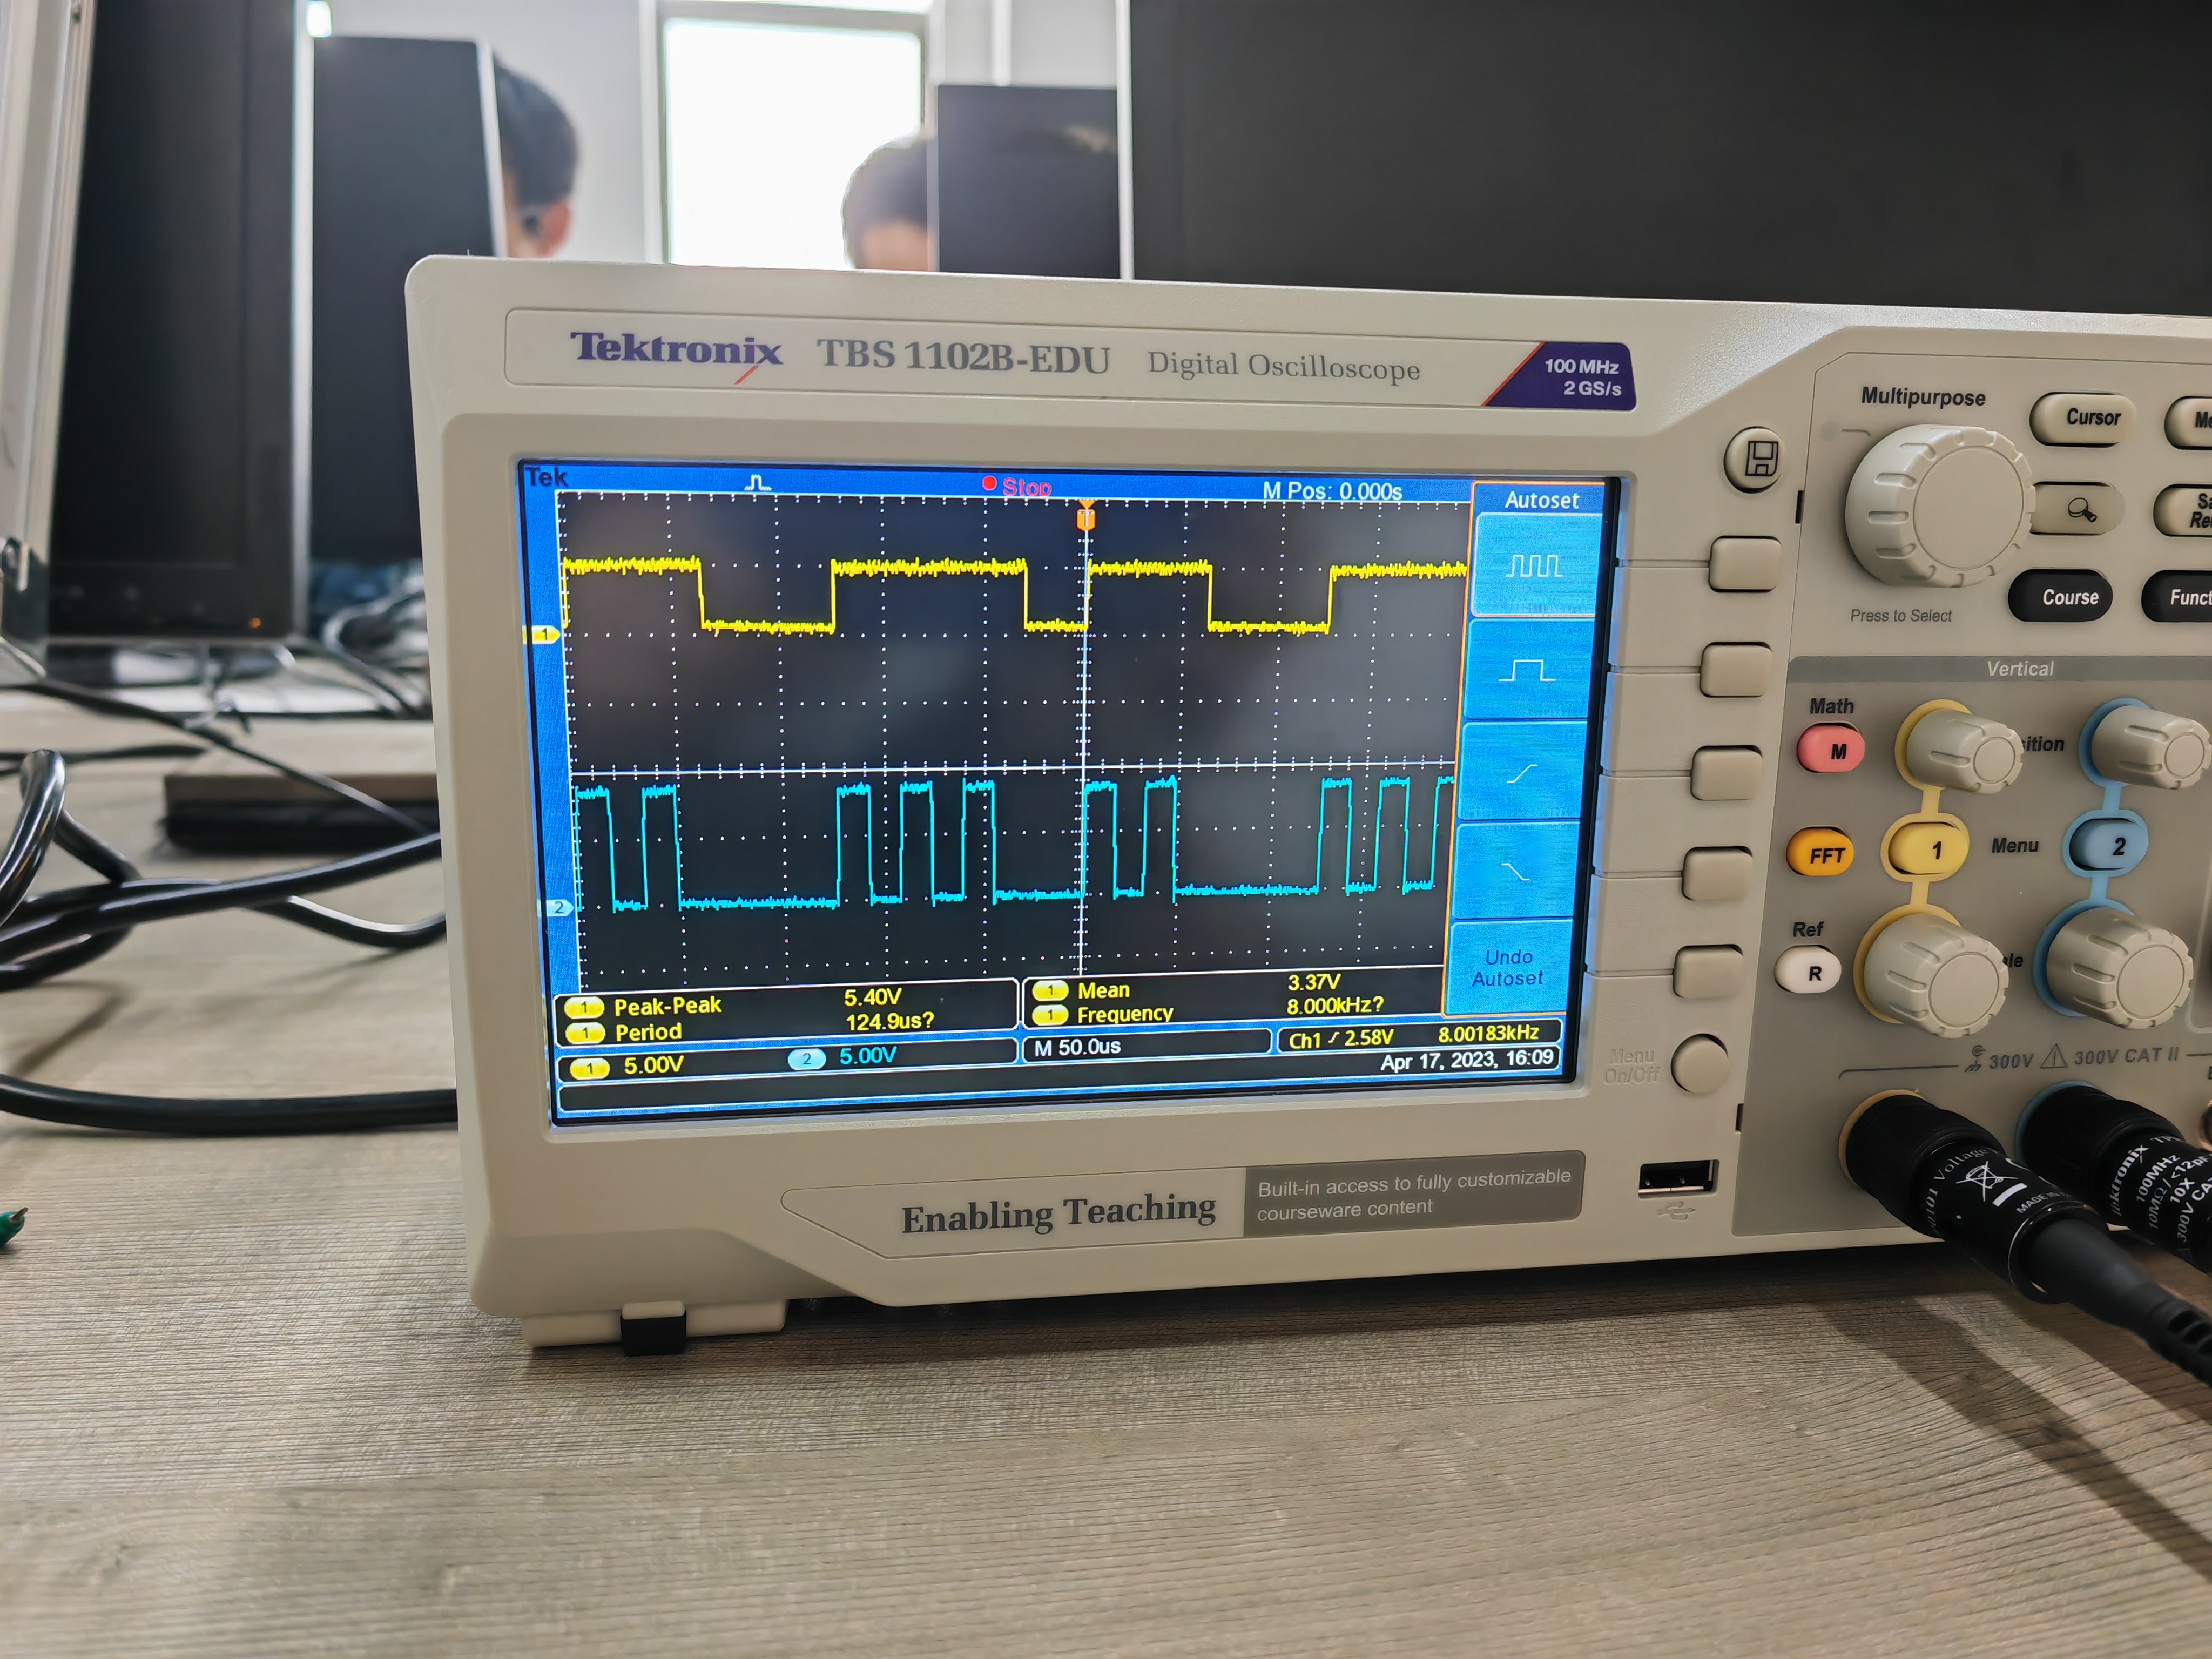 Tektronix TBS 1102B-EDU Digital Oscilloscope
100 MHz
2 GS/s
Tek
Stop
M Pos: 0.000s
T
1
2
1 Peak-Peak 5.40V
1 Period 124.9us?
1 Mean 3.37V
1 Frequency 8.000kHz?
1 5.00V
2 5.00V
M 50.0us
Ch1 2.58V 8.00183kHz
Apr 17, 2023, 16:09
Autoset
Undo
Autoset
Multipurpose
Press to Select
Cursor
Course
Vertical
Math
M
FFT
1
Menu
2
Ref
R
Menu
On/Off
300V
300V CAT II
Enabling Teaching
Built-in access to fully customizable
courseware content
100MHz
10X